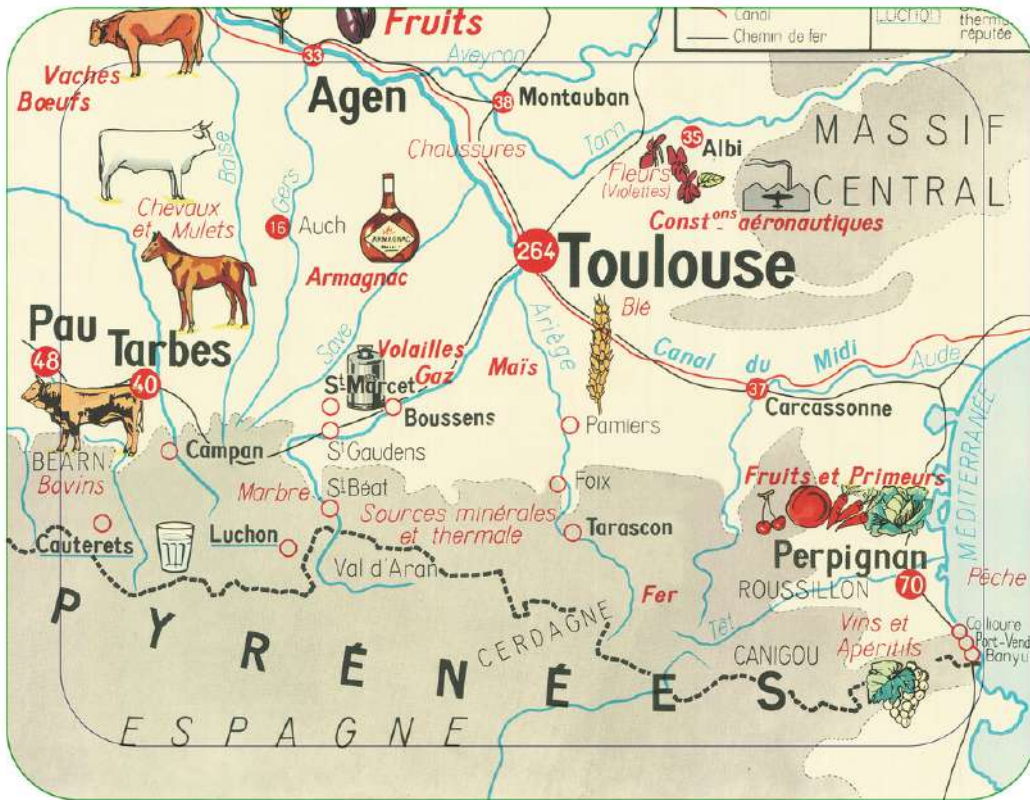 Canal
Chemin de fer
LUCHON
thermale
réputée
Fruits
Aveyron
33
Vaches
Bœufs
Agen
38
Montauban
Baïse
Gers
Chaussures
Tarn
35
Albi
Fleurs
(Violettes)
MASSIF
CENTRAL
Chevaux
et Mulets
16
Auch
ARMAGNAC
Armagnac
Const.ons aéronautiques
264
Toulouse
Blé
Pau
48
Tarbes
40
Save
Volailles
Gaz
Maïs
Ariège
Canal du Midi
Aude
St Marcet
Boussens
37
Carcassonne
Campan
St Gaudens
Pamiers
MÉDITERRANÉE
BÉARN
Bovins
Marbre
St Béat
Foix
Fruits et Primeurs
Sources minérales
et thermale
Cauterets
Luchon
Tarascon
Perpignan
Val d'Aran
Fer
ROUSSILLON
70
Pêche
PYRÉNÉES
CERDAGNE
Têt
Vins et
Apéritifs
CANIGOU
Collioure
Port-Vend
Banyu
ESPAGNE